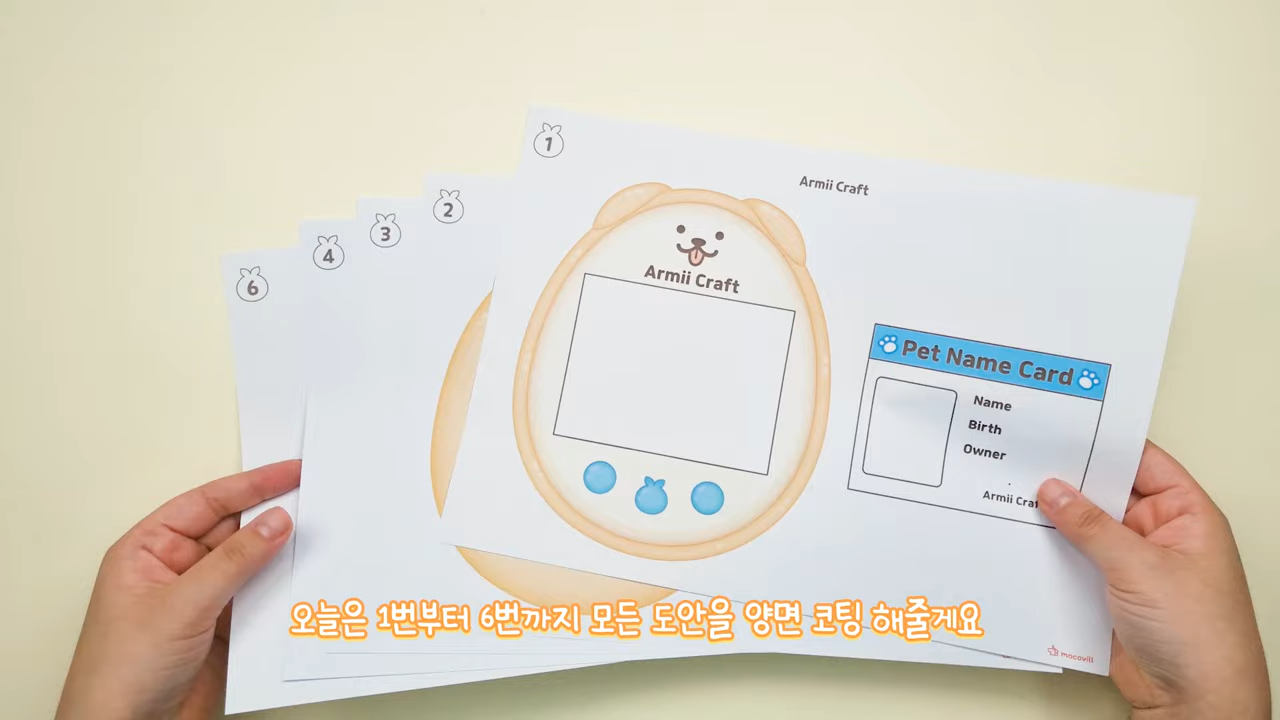 1
Armii Craft
2
3
4
6
Armii Craft
Pet Name Card
Name
Birth
Owner
Armii
오늘은 1번부터 6번까지 모든 도안을 양면 코팅 해줄게요
mocovill